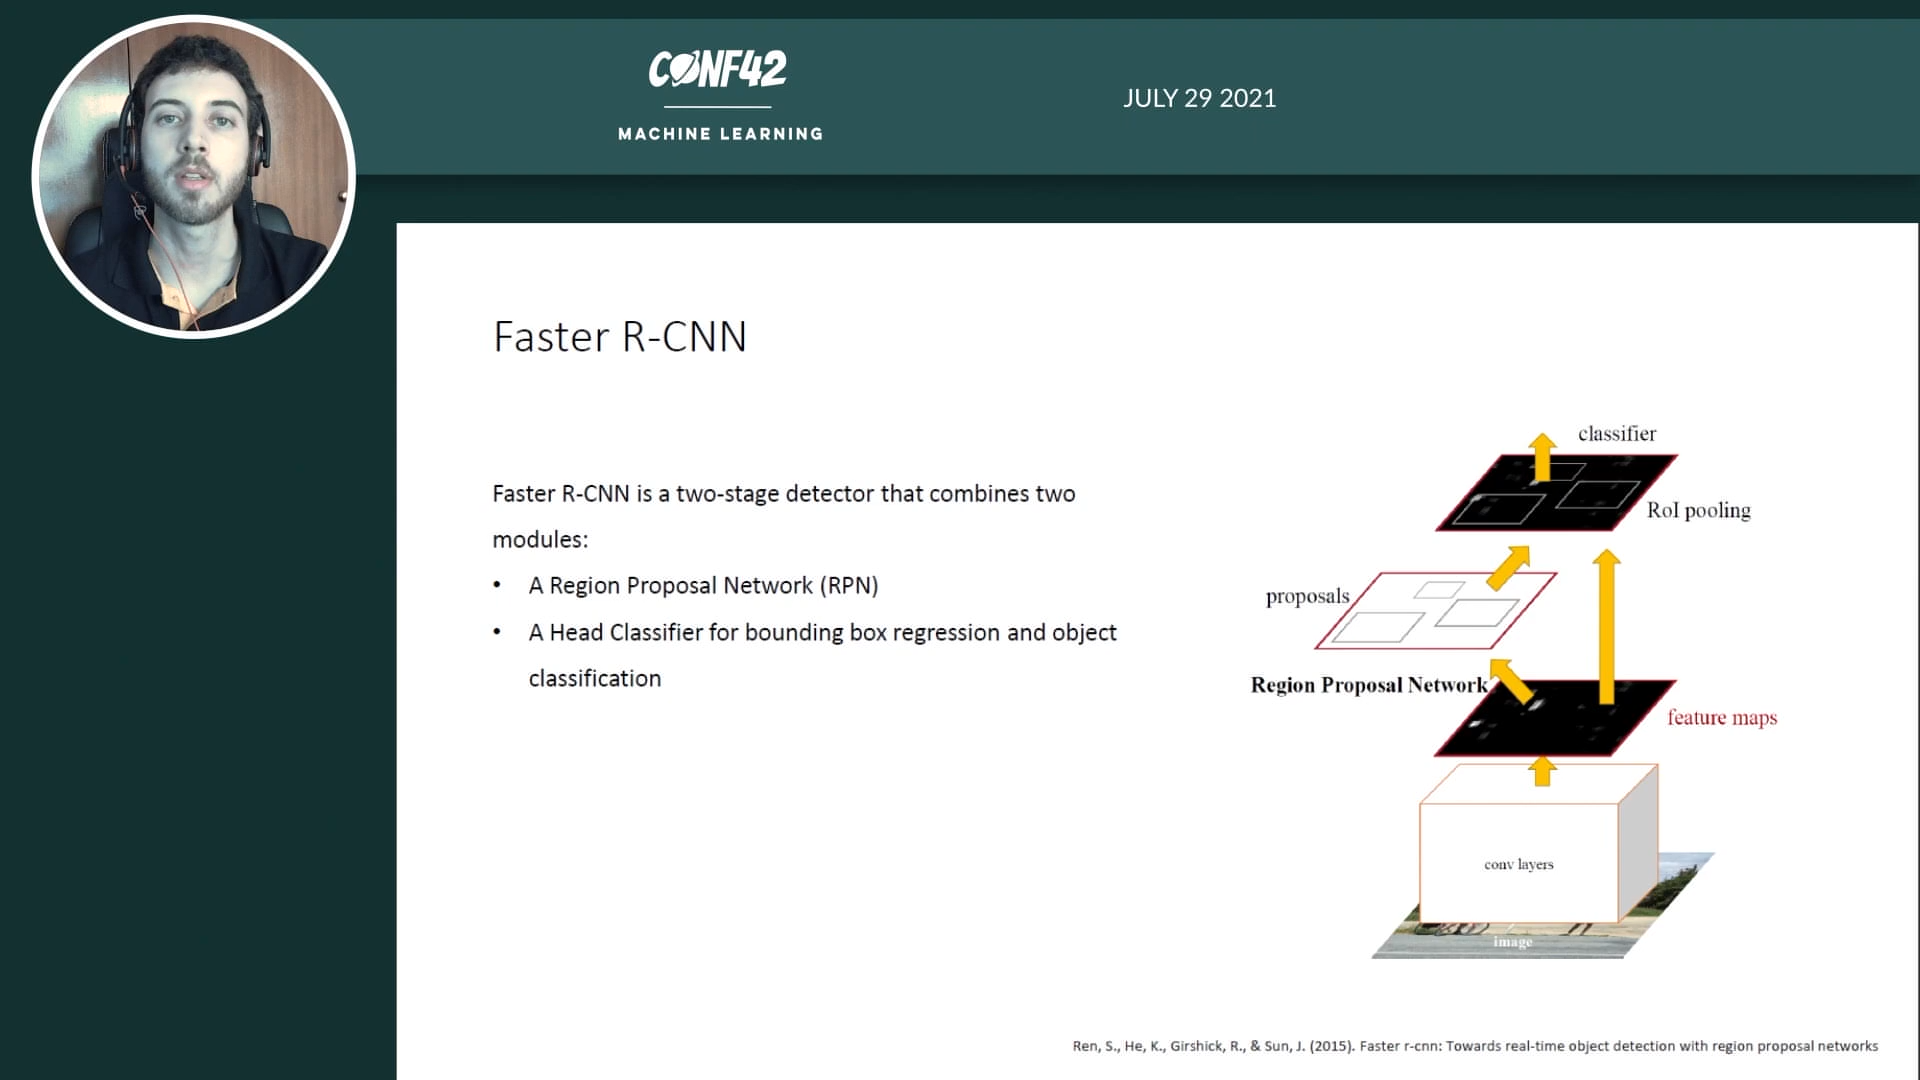 CONF42
MACHINE LEARNING
JULY 29 2021
Faster R-CNN
Faster R-CNN is a two-stage detector that combines two
modules:
• A Region Proposal Network (RPN)
• A Head Classifier for bounding box regression and object
classification
classifier
RoI pooling
proposals
Region Proposal Network
feature maps
conv layers
image
Ren, S., He, K., Girshick, R., & Sun, J. (2015). Faster r-cnn: Towards real-time object detection with region proposal networks